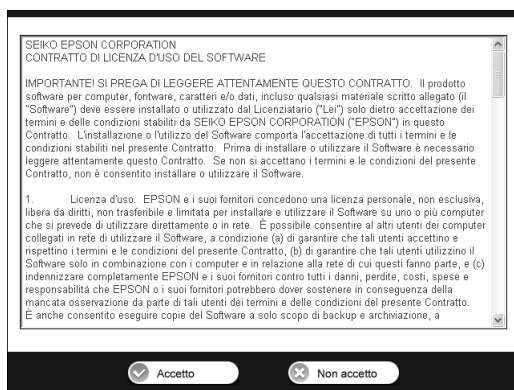 SEIKO EPSON CORPORATION
CONTRATTO DI LICENZA D'USO DEL SOFTWARE
IMPORTANTE! SI PREGA DI LEGGERE ATTENTAMENTE QUESTO CONTRATTO. Il prodotto
software per computer, fontware, caratteri e/o dati, incluso qualsiasi materiale scritto allegato (il
"Software") deve essere installato o utilizzato dal Licenziatario ("Lei") solo dietro accettazione dei
termini e delle condizioni stabiliti da SEIKO EPSON CORPORATION ("EPSON") in questo
Contratto. L'installazione o l'utilizzo del Software comporta l'accettazione di tutti i termini e le
condizioni stabiliti nel presente Contratto. Prima di installare o utilizzare il Software è necessario
leggere attentamente questo Contratto. Se non si accettano i termini e le condizioni del presente
Contratto, non è consentito installare o utilizzare il Software.
1. Licenza d'uso. EPSON e i suoi fornitori concedono una licenza personale, non esclusiva,
libera da diritti, non trasferibile e limitata per installare e utilizzare il Software su uno o più computer
che si prevede di utilizzare direttamente o in rete. È possibile consentire al altri utenti dei computer
collegati in rete di utilizzare il Software, a condizione (a) di garantire che tali utenti accettino e
rispettino i termini e le condizioni del presente Contratto, (b) di garantire che tali utenti utilizzino il
Software solo in combinazione con i computer e in relazione alla rete di cui questi fanno parte, e (c)
indennizzare completamente EPSON e i suoi fornitori contro tutti i danni, perdite, costi, spese e
responsabilità che EPSON o i suoi fornitori potrebbero dover sostenere in conseguenza della
mancata osservazione da parte di tali utenti dei termini e delle condizioni del presente Contratto.
È anche consentito eseguire copie del Software a solo scopo di backup e archiviazione, a
Accetto
Non accetto